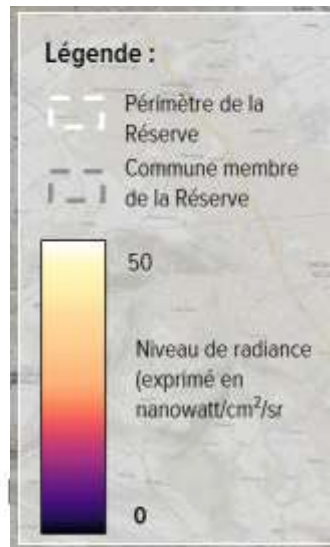 Légende :
Périmètre de la
Réserve
Commune membre
de la Réserve
50
Niveau de radiance
(exprimé en
nanowatt/cm²/sr
0